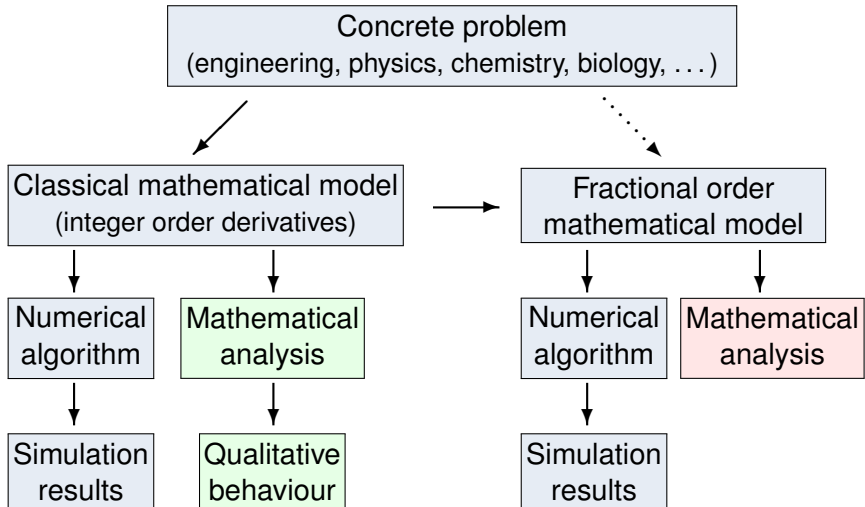 Concrete problem
(engineering, physics, chemistry, biology, . . . )
Classical mathematical model
(integer order derivatives)
Fractional order
mathematical model
Numerical
algorithm
Mathematical
analysis
Numerical
algorithm
Mathematical
analysis
Simulation
results
Qualitative
behaviour
Simulation
results